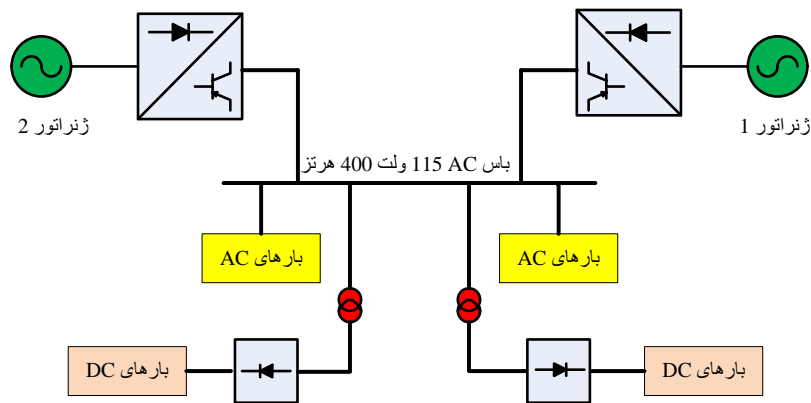 ژنراتور 2
ژنراتور 1
باس AC 115 ولت 400 هرتز
بارهای AC
بارهای AC
بارهای DC
بارهای DC